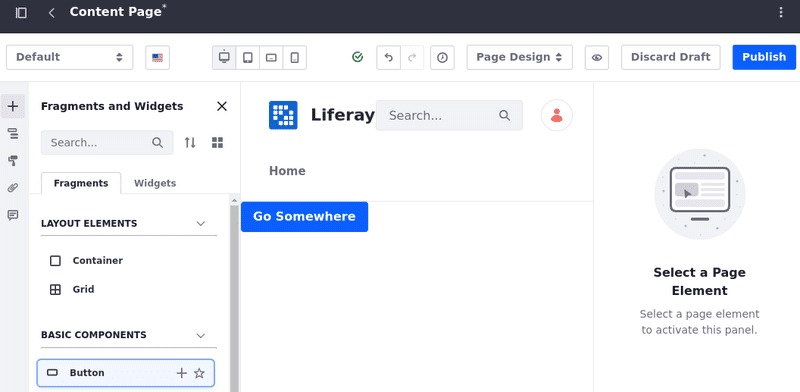 Content Page*
Default
Page Design
Discard Draft
Publish
Fragments and Widgets
Search...
Fragments
Widgets
LAYOUT ELEMENTS
Container
Grid
BASIC COMPONENTS
Button
Liferay
Search...
Home
Go Somewhere
Select a Page
Element
Select a page element
to activate this panel.